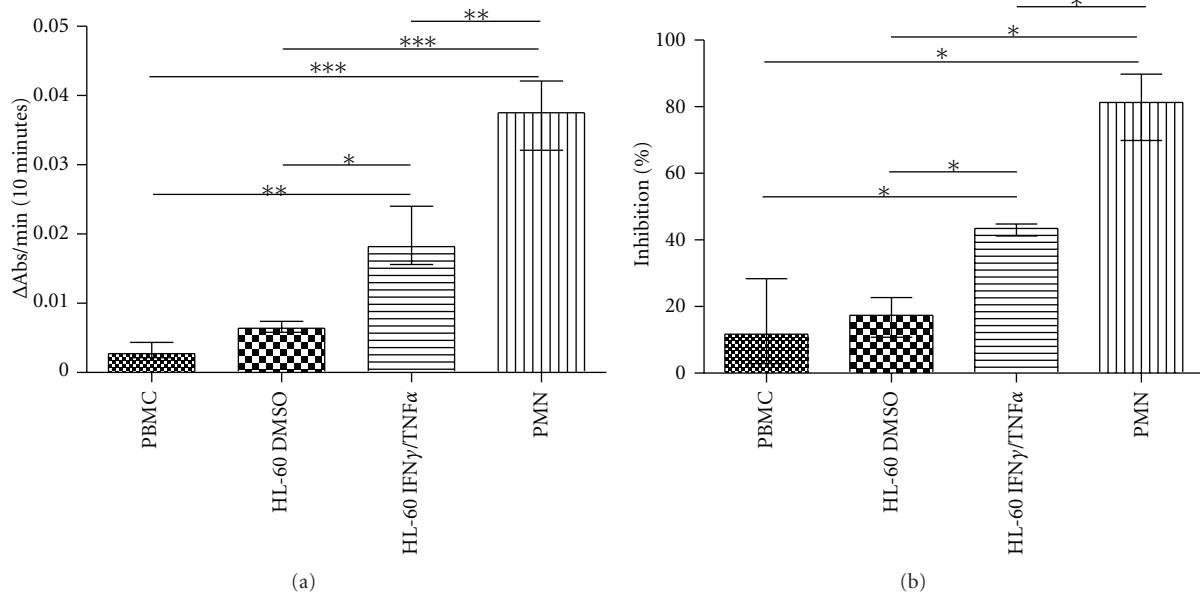 0.05
0.04
0.03
0.02
0.01
0
ΔAbs/min (10 minutes)
**
***
***
*
**
PBMC
HL-60 DMSO
HL-60 IFNγ/TNFα
PMN
(a)
100
80
60
40
20
0
Inhibition (%)
*
*
*
*
*
PBMC
HL-60 DMSO
HL-60 IFNγ/TNFα
PMN
(b)